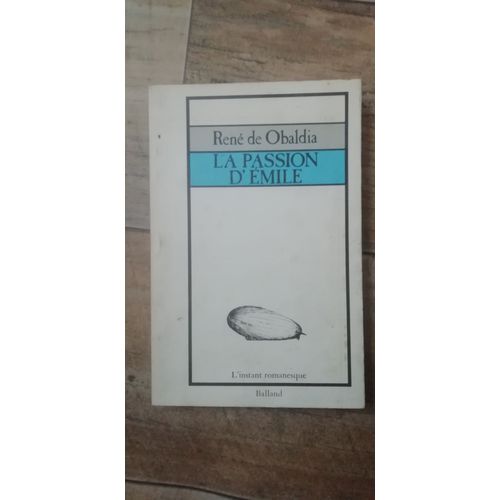 René de Obaldia
LA PASSION
D'ÉMILE
L'instant romanesque
Balland